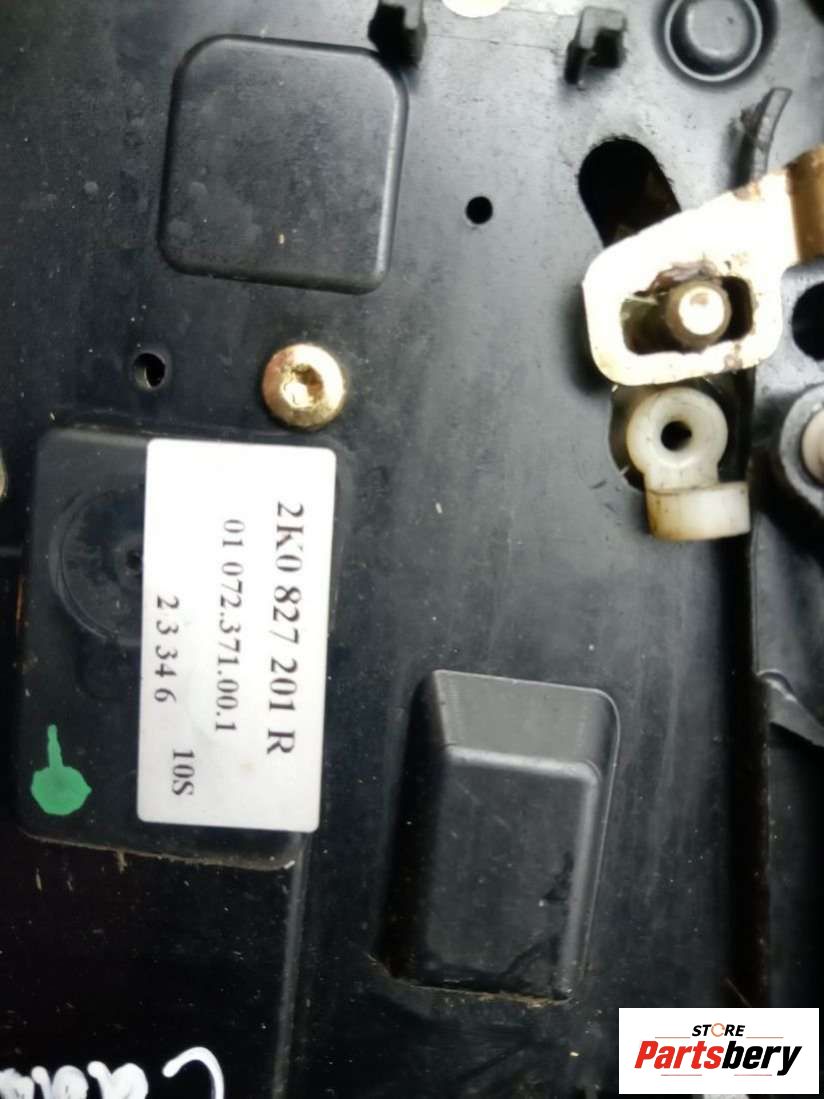 2K0 827 201 R
01 072.371.00.1
2 3 3 4 6 10S
STORE
Partsbery